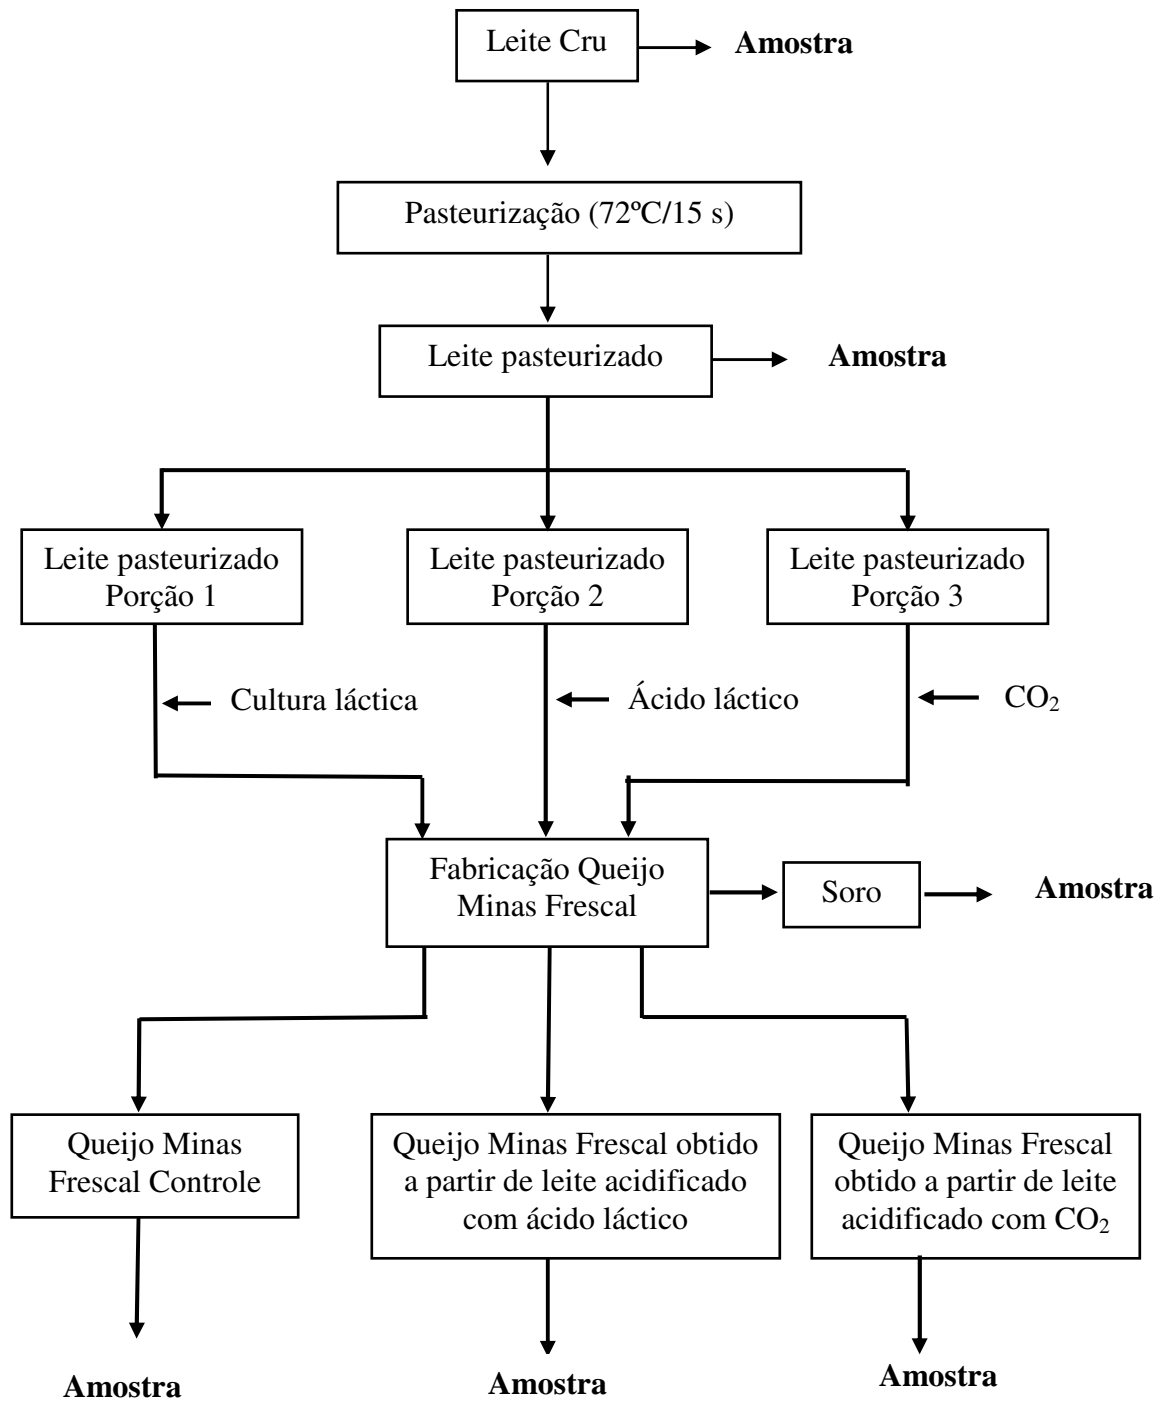 Leite Cru
Amostra
Pasteurização (72ºC/15 s)
Leite pasteurizado
Amostra
Leite pasteurizado
Porção 1
Leite pasteurizado
Porção 2
Leite pasteurizado
Porção 3
Cultura láctica
Ácido láctico
CO₂
Fabricação Queijo
Minas Frescal
Soro
Amostra
Queijo Minas
Frescal Controle
Queijo Minas Frescal obtido
a partir de leite acidificado
com ácido láctico
Queijo Minas Frescal
obtido a partir de leite
acidificado com CO₂
Amostra
Amostra
Amostra